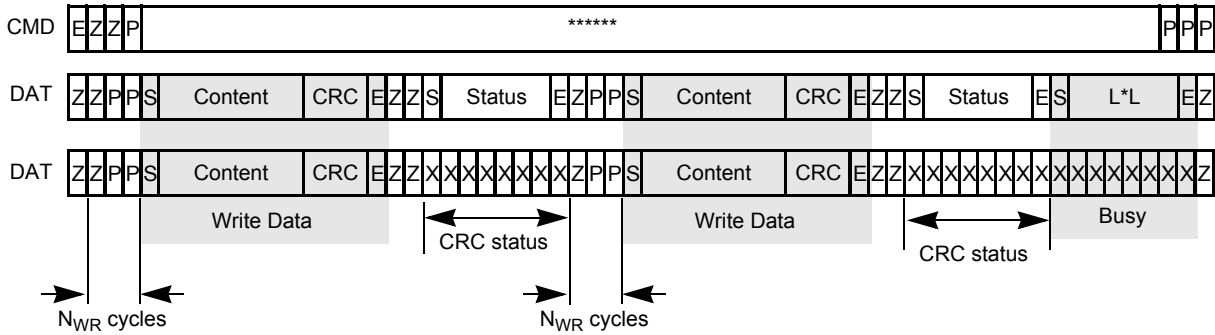 CMD E Z Z P ****** P P P
DAT Z Z P P S Content CRC E Z Z S Status E Z P P S Content CRC E Z Z S Status E S L*L E Z
DAT Z Z P P S Content CRC E Z Z X X X X X X X X Z P P S Content CRC E Z Z X X X X X X X X X X X X X X X X Z
Write Data CRC status Write Data CRC status Busy
NWR cycles NWR cycles